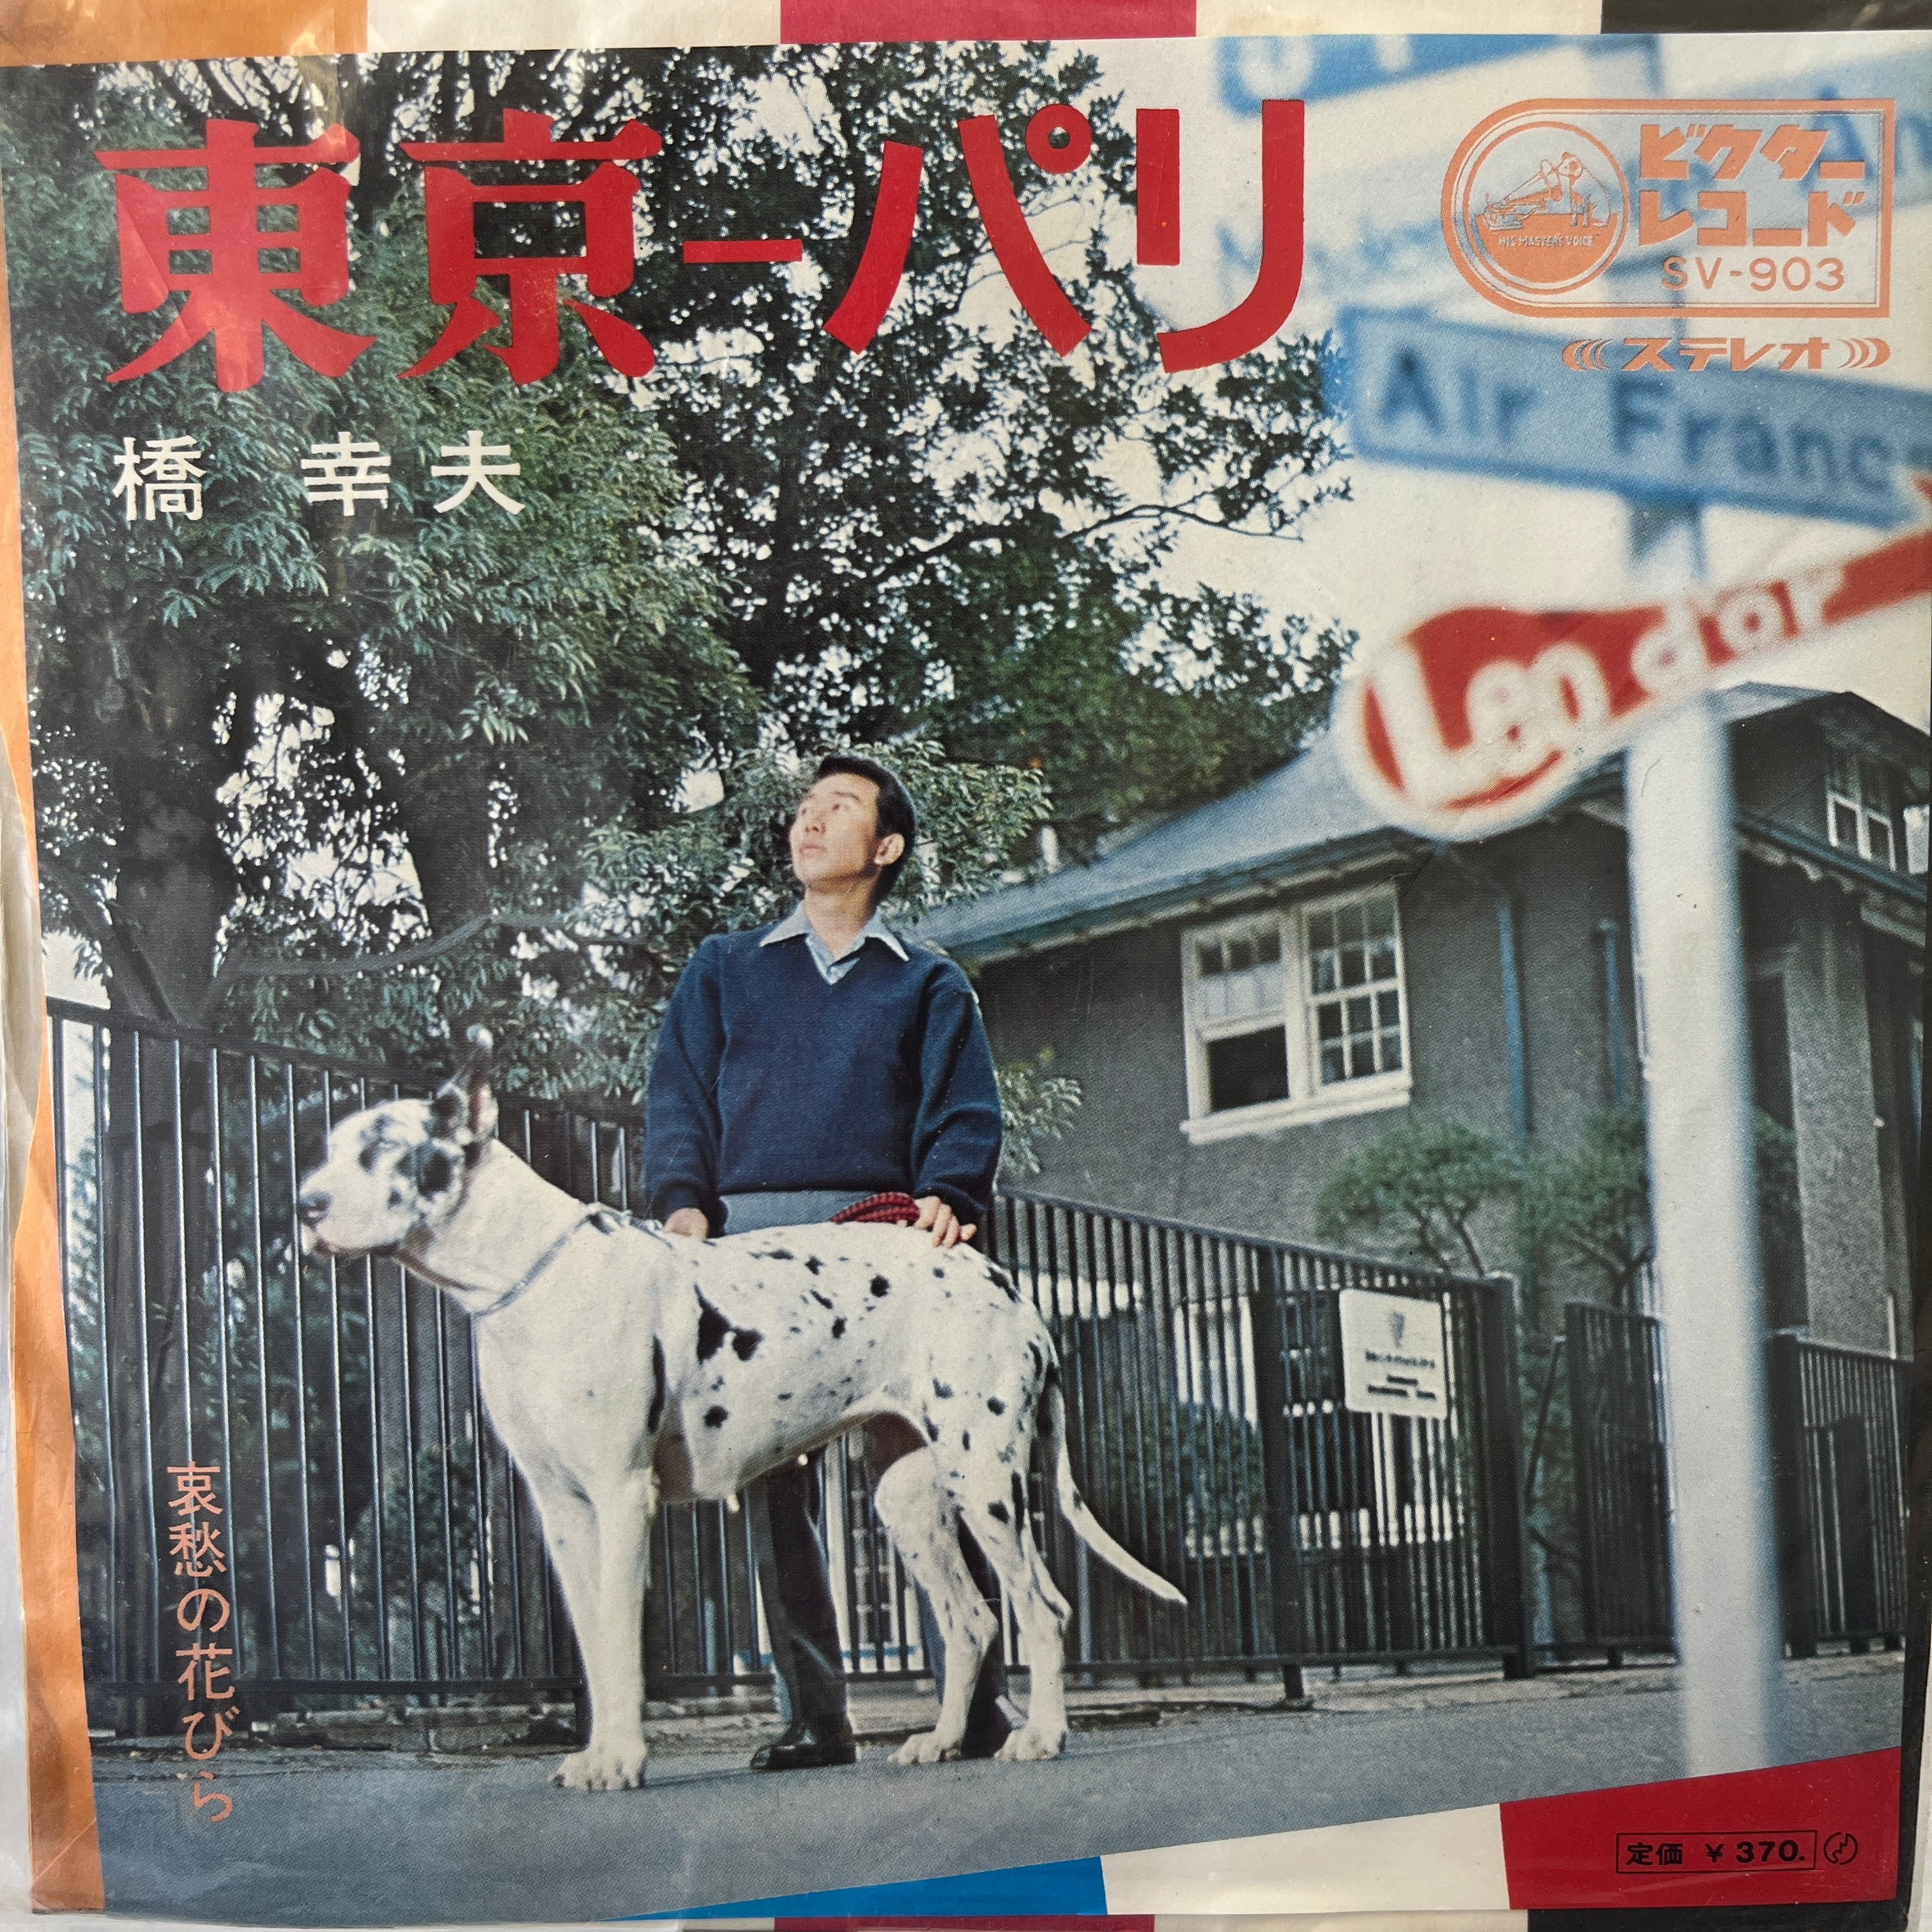 東京ーパリ
橋 幸夫
HIS MASTER'S VOICE
ビクター
レコード
SV-903
ステレオ
Air Franc
哀愁の花びら
定価 ¥370.